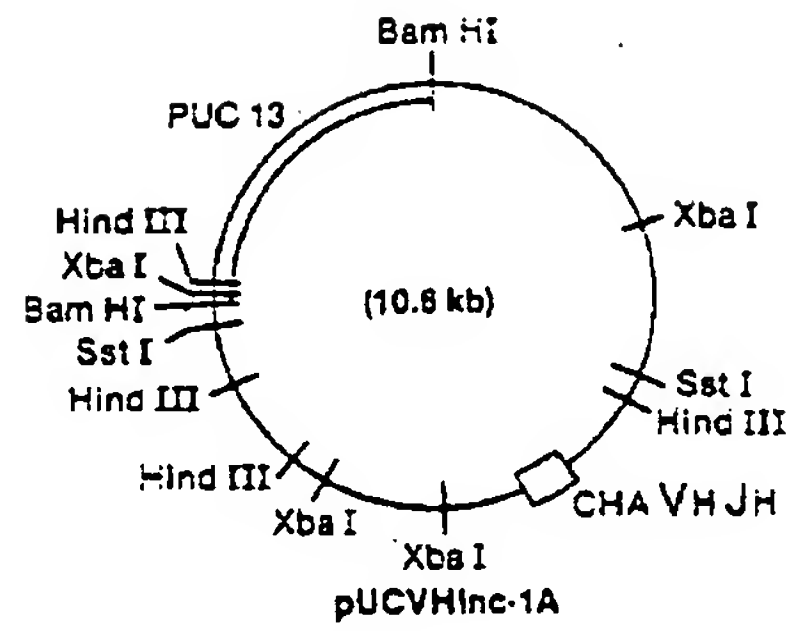 Bam HI
PUC 13
Xba I
Hind III
Xba I
Bam HI
Sst I
Hind III
(10.6 kb)
Sst I
Hind III
Hind III
Xba I
CHA VH JH
Xba I
pUCVHinc-1A